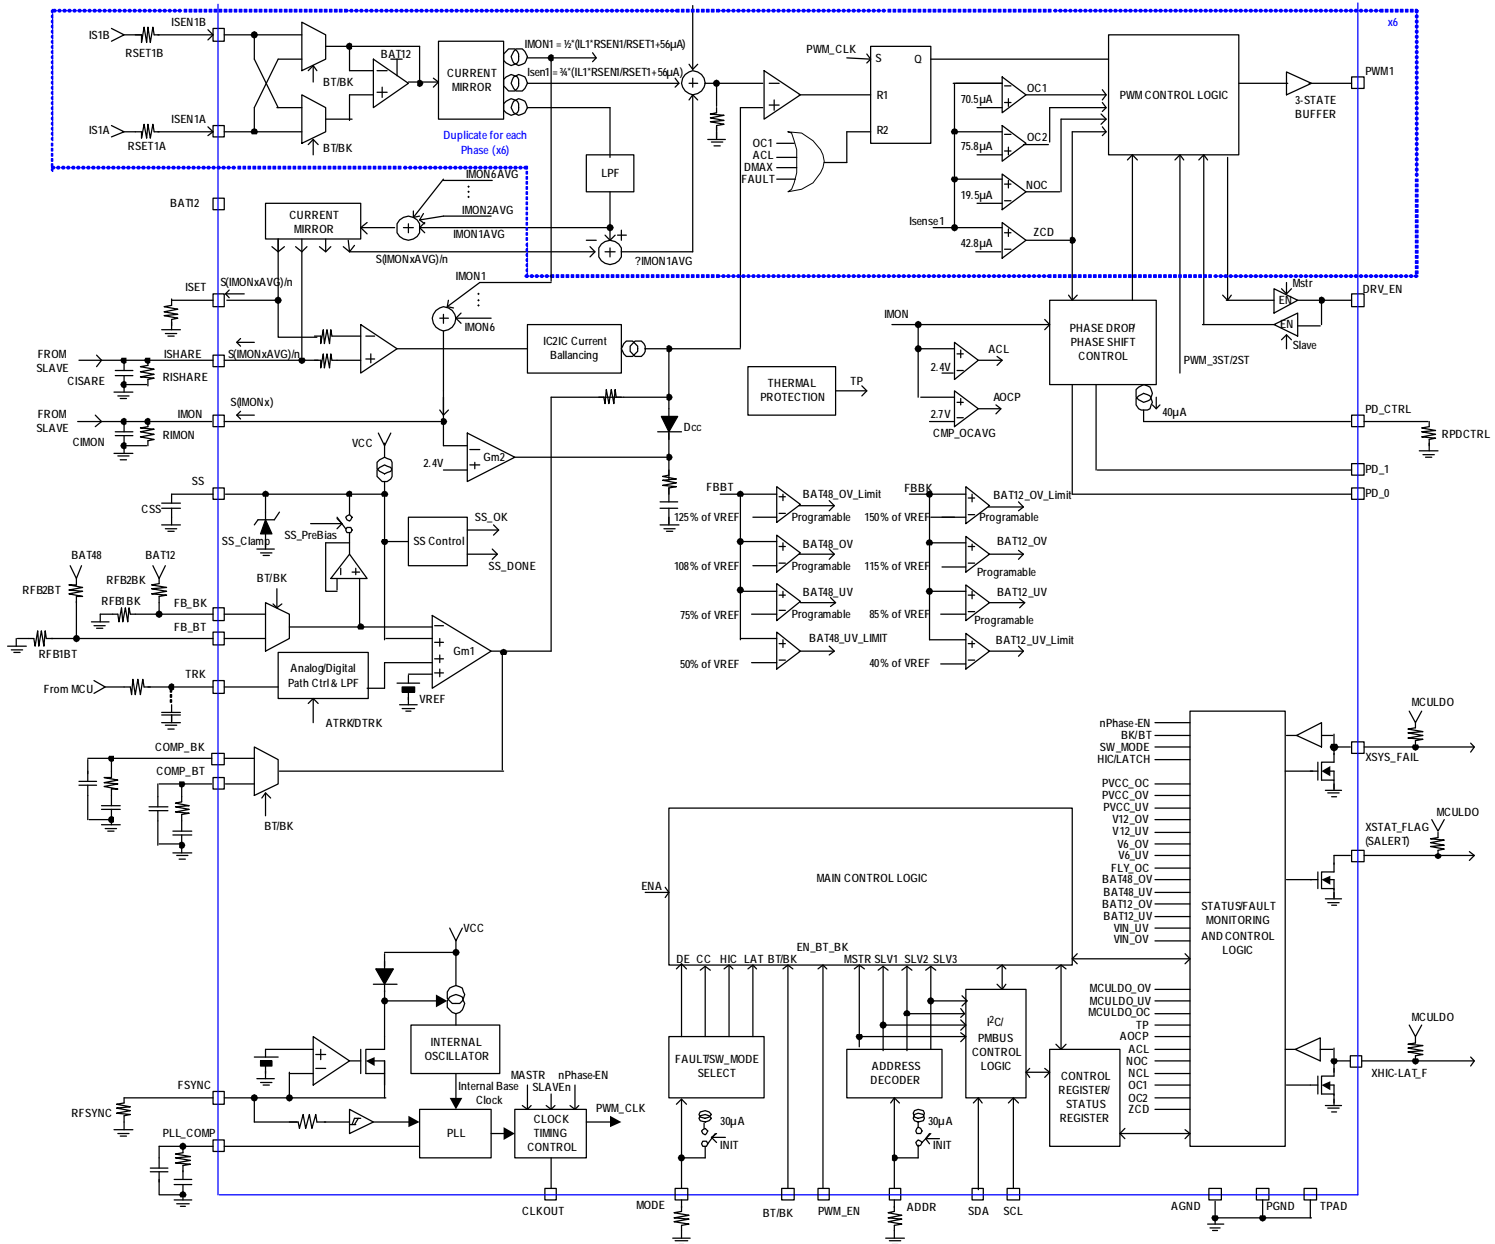 x6
ISEN1B
IS1B
RSET1B
BAT12
BT/BK
CURRENT
MIRROR
IMON1 = ½*(IL1*RSEN1/RSET1+56µA)
Isen1 = ¾*(IL1*RSEN1/RSET1+56µA)
IS1A
ISEN1A
RSET1A
BT/BK
Duplicate for each
Phase (x6)
PWM_CLK
S
Q
R1
R2
OC1
ACL
DMAX
FAULT
70.5µA
OC1
75.8µA
OC2
19.5µA
NOC
Isense1
42.8µA
ZCD
PWM CONTROL LOGIC
3-STATE
BUFFER
PWM1
LPF
BAT12
CURRENT
MIRROR
IMON6AVG
IMON2AVG
IMON1AVG
S(IMONxAVG)/n
?IMON1AVG
ISET
S(IMONxAVG)/n
IMON1
IMON6
FROM
SLAVE
ISHARE
S(IMONxAVG)/n
CISARE
RISHARE
IC2IC Current
Ballancing
FROM
SLAVE
IMON
S(IMONx)
CIMON
RIMON
2.4V
Gm2
Dcc
THERMAL
PROTECTION
TP
IMON
2.4V
ACL
2.7V
AOCP
CMP_OCAVG
PHASE DROP/
PHASE SHIFT
CONTROL
Mstr
EN
EN
Slave
DRV_EN
PWM_3ST/2ST
40µA
PD_CTRL
RPDCTRL
PD_1
PD_0
VCC
SS
CSS
SS_Clamp
SS_PreBias
SS Control
SS_OK
SS_DONE
FBBT
125% of VREF
BAT48_OV_Limit
Programable
108% of VREF
BAT48_OV
75% of VREF
BAT48_UV
Programable
50% of VREF
BAT48_UV_LIMIT
FBBK
150% of VREF
BAT12_OV_Limit
Programable
115% of VREF
BAT12_OV
Programable
85% of VREF
BAT12_UV
Programable
40% of VREF
BAT12_UV_Limit
BAT48
BAT12
RFB2BT
RFB2BK
RFB1BK
FB_BK
FB_BT
RFB1BT
BT/BK
Gm1
VREF
From MCU
TRK
Analog/Digital
Path Ctrl & LPF
ATRK/DTRK
COMP_BK
COMP_BT
BT/BK
nPhase-EN
BK/BT
SW_MODE
HIC/LATCH
PVCC_OC
PVCC_OV
PVCC_UV
V12_OV
V12_UV
V6_OV
V6_UV
FLY_OC
BAT48_OV
BAT48_UV
BAT12_OV
BAT12_UV
VIN_UV
VIN_OV
MCULDO_OV
MCULDO_UV
MCULDO_OC
TP
AOCP
ACL
NOC
NCL
OC1
OC2
ZCD
STATUS/FAULT
MONITORING
AND CONTROL
LOGIC
MCULDO
XSYS_FAIL
MCULDO
XSTAT_FLAG
(SALERT)
MCULDO
XHIC-LAT_F
ENA
MAIN CONTROL LOGIC
EN_BT_BK
DE CC HIC LAT BT/BK
MSTR SLV1 SLV2 SLV3
FAULT/SW_MODE
SELECT
ADDRESS
DECODER
I²C/
PMBUS
CONTROL
LOGIC
CONTROL
REGISTER/
STATUS
REGISTER
30µA
INIT
30µA
INIT
VCC
INTERNAL
OSCILLATOR
Internal Base
Clock
FSYNC
RFSYNC
PLL_COMP
PLL
MASTR
SLAVEn
nPhase-EN
CLOCK
TIMING
CONTROL
PWM_CLK
CLKOUT
MODE
BT/BK
PWM_EN
ADDR
SDA
SCL
AGND
PGND
TPAD